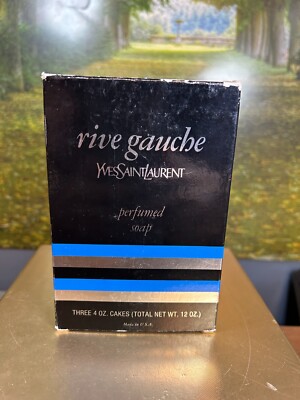 rive gauche
YVESSAINTLAURENT
perfumed
soap
THREE 4 OZ. CAKES (TOTAL NET WT. 12 OZ.)
Made in U.S.A.